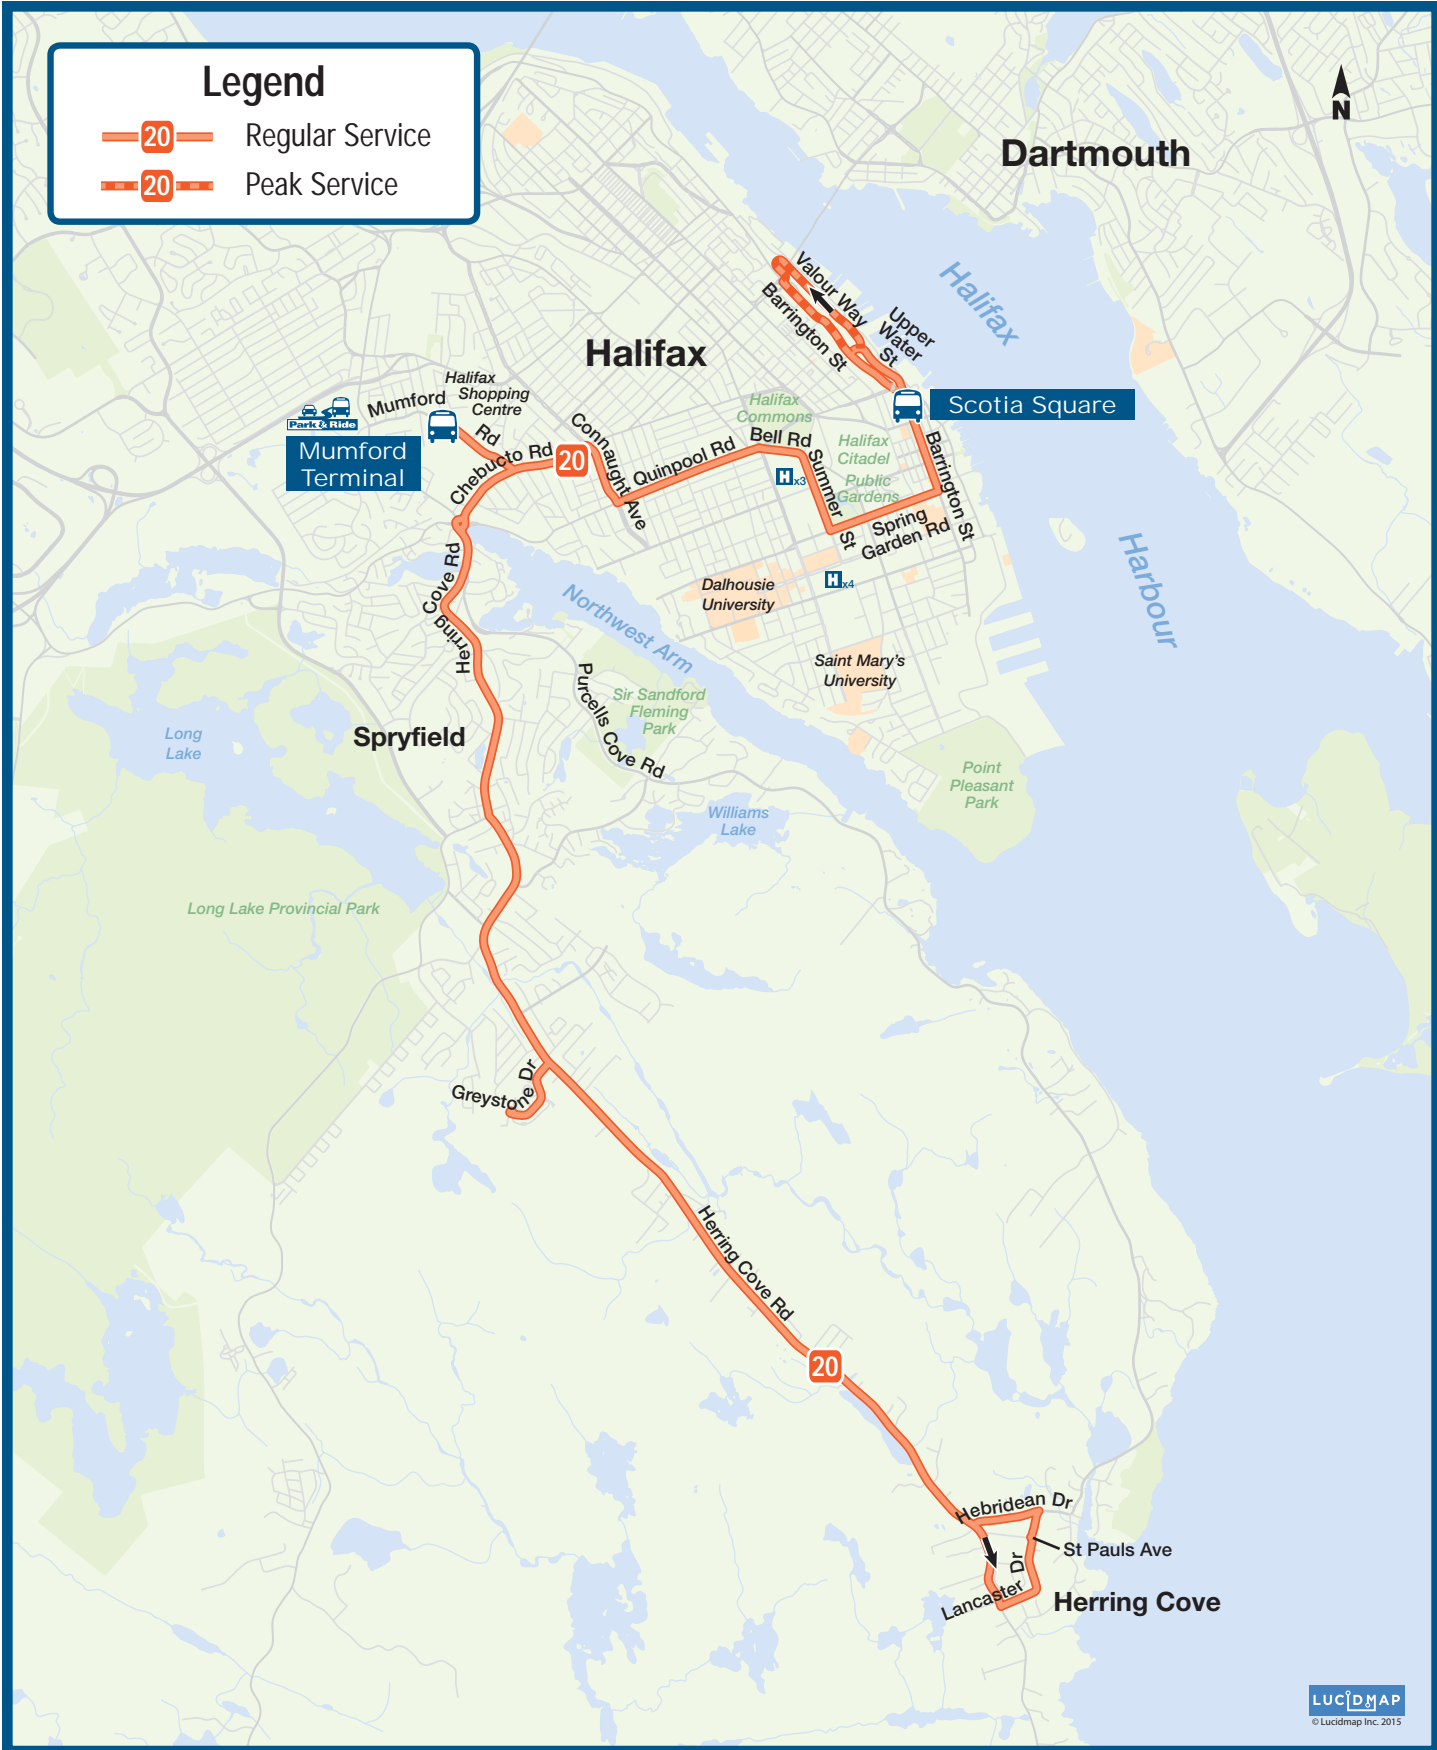 Legend
20 Regular Service
20 Peak Service
N
Dartmouth
Halifax
Harbour
Valour Way
Barrington St
Upper
Water
St
Halifax
Scotia Square
Halifax
Shopping
Centre
Mumford
Rd
Park & Ride
Mumford
Terminal
Chebucto Rd
20
Connaught Ave
Quinpool Rd
Bell Rd
Halifax
Commons
Halifax
Citadel
Public
Gardens
Hx3
Summer
St
Spring
Garden Rd
Barrington St
Hx4
Dalhousie
University
Saint Mary's
University
Northwest Arm
Herring Cove Rd
Purcells Cove Rd
Sir Sandford
Fleming
Park
Spryfield
Long
Lake
Point
Pleasant
Park
Williams
Lake
Long Lake Provincial Park
Greystone Dr
Herring Cove Rd
20
Hebridean Dr
St Pauls Ave
Lancaster Dr
Herring Cove
LUCIDMAP
© Lucidmap Inc. 2015